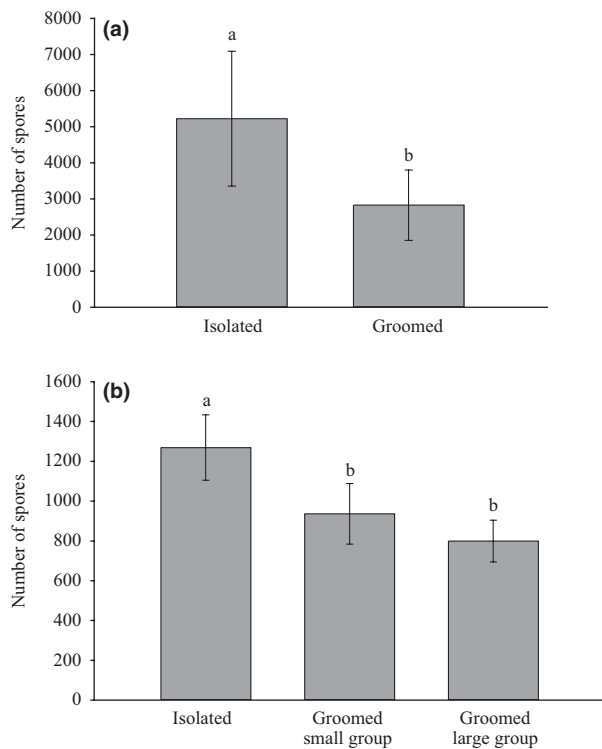 (a)
8000
7000
6000
5000
4000
3000
2000
1000
0
Number of spores
a
b
Isolated Groomed
(b)
1600
1400
1200
1000
800
600
400
200
0
Number of spores
a
b
b
Isolated Groomed Groomed
small group large group